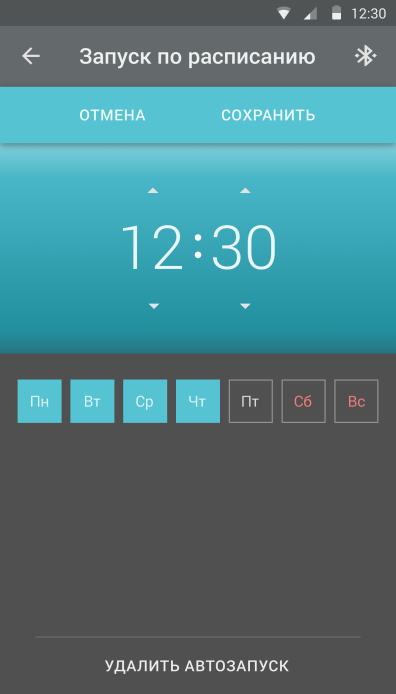 12:30
Запуск по расписанию
ОТМЕНА СОХРАНИТЬ
12:30
Пн Вт Ср Чт Пт Сб Вс
УДАЛИТЬ АВТОЗАПУСК